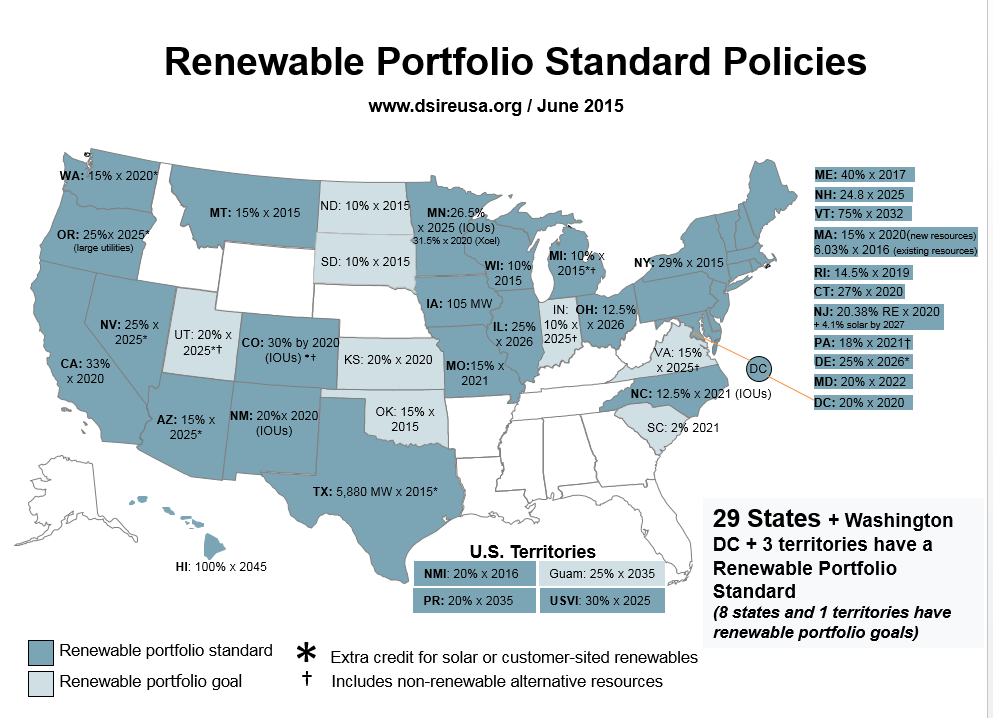 Renewable Portfolio Standard Policies
www.dsireusa.org / June 2015
WA: 15% x 2020*
OR: 25%x 2025*
(large utilities)
CA: 33%
x 2020
NV: 25% x
2025*
UT: 20% x
2025*†
AZ: 15% x
2025*
MT: 15% x 2015
ND: 10% x 2015
SD: 10% x 2015
CO: 30% by 2020
(IOUs) *†
NM: 20%x 2020
(IOUs)
KS: 20% x 2020
OK: 15% x
2015
TX: 5,880 MW x 2015*
HI: 100% x 2045
MN:26.5%
x 2025 (IOUs)
31.5% x 2020 (Xcel)
WI: 10%
2015
IA: 105 MW
IL: 25%
x 2026
MO:15% x
2021
MI: 10% x
2015*†
IN:
10% x
2025†
OH: 12.5%
x 2026
NY: 29% x 2015
VA: 15%
x 2025†
NC: 12.5% x 2021 (IOUs)
SC: 2% 2021
DC
ME: 40% x 2017
NH: 24.8 x 2025
VT: 75% x 2032
MA: 15% x 2020(new resources)
6.03% x 2016 (existing resources)
RI: 14.5% x 2019
CT: 27% x 2020
NJ: 20.38% RE x 2020
+ 4.1% solar by 2027
PA: 18% x 2021†
DE: 25% x 2026*
MD: 20% x 2022
DC: 20% x 2020
29 States + Washington
DC + 3 territories have a
Renewable Portfolio
Standard
(8 states and 1 territories have
renewable portfolio goals)
U.S. Territories
NMI: 20% x 2016
Guam: 25% x 2035
PR: 20% x 2035
USVI: 30% x 2025
Renewable portfolio standard
Renewable portfolio goal
* Extra credit for solar or customer-sited renewables
† Includes non-renewable alternative resources